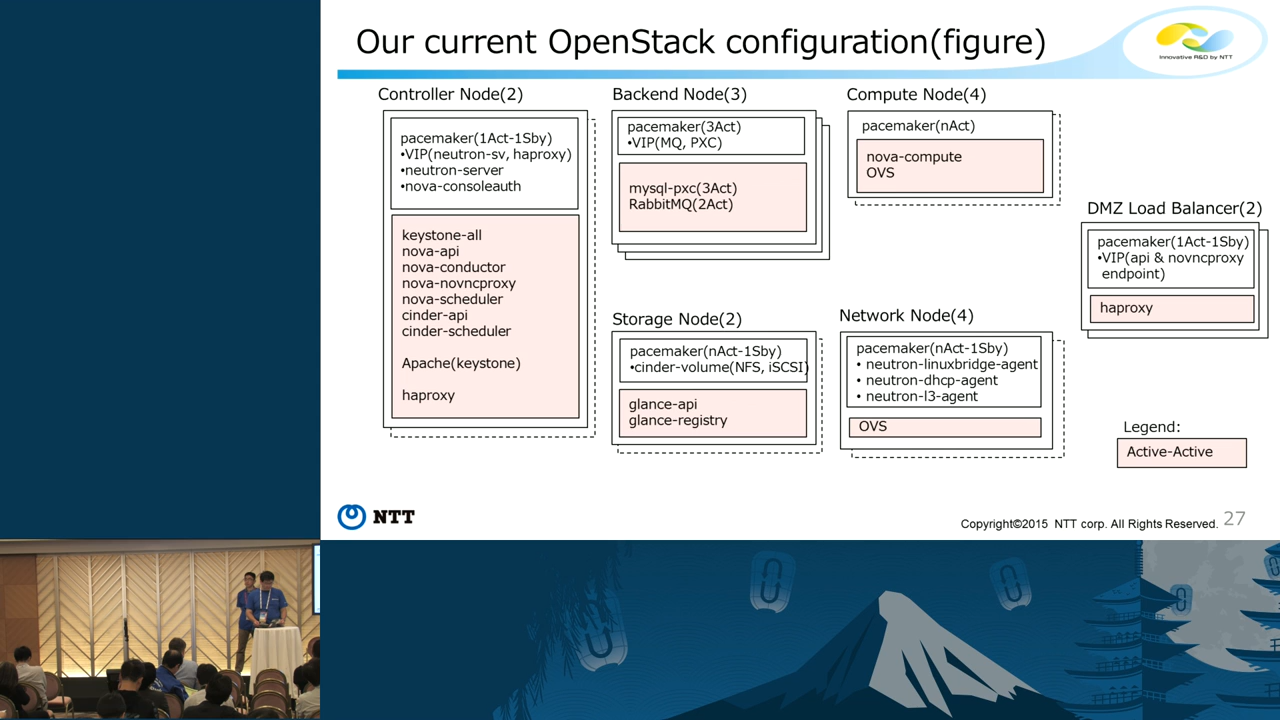 Our current OpenStack configuration(figure)
Innovative R&D by NTT
Controller Node(2)
pacemaker(1Act-1Sby)
•VIP(neutron-sv, haproxy)
•neutron-server
•nova-consoleauth
keystone-all
nova-api
nova-conductor
nova-novncproxy
nova-scheduler
cinder-api
cinder-scheduler
Apache(keystone)
haproxy
Backend Node(3)
pacemaker(3Act)
•VIP(MQ, PXC)
mysql-pxc(3Act)
RabbitMQ(2Act)
Compute Node(4)
pacemaker(nAct)
nova-compute
OVS
DMZ Load Balancer(2)
pacemaker(1Act-1Sby)
•VIP(api & novncproxy
endpoint)
haproxy
Storage Node(2)
pacemaker(nAct-1Sby)
•cinder-volume(NFS, iSCSI)
glance-api
glance-registry
Network Node(4)
pacemaker(nAct-1Sby)
• neutron-linuxbridge-agent
• neutron-dhcp-agent
• neutron-l3-agent
OVS
Legend:
Active-Active
NTT
Copyright©2015 NTT corp. All Rights Reserved.
27